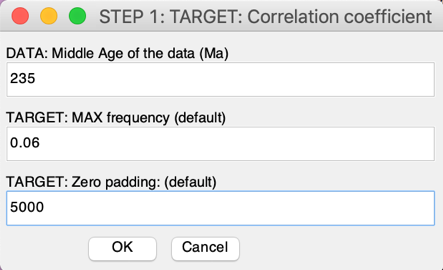 STEP 1: TARGET: Correlation coefficient
DATA: Middle Age of the data (Ma)
235
TARGET: MAX frequency (default)
0.06
TARGET: Zero padding: (default)
5000
OK Cancel